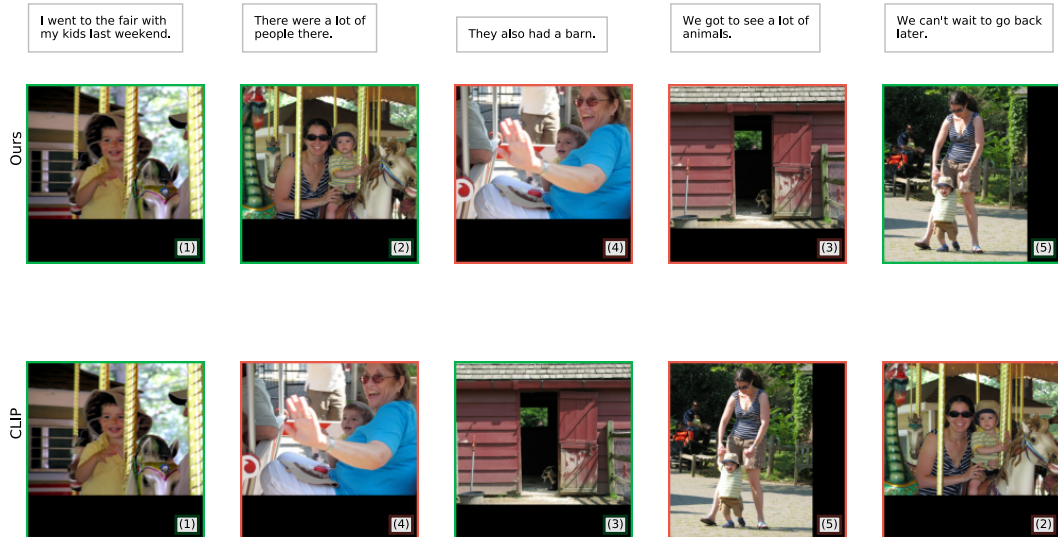 I went to the fair with
my kids last weekend.
There were a lot of
people there.
They also had a barn.
We got to see a lot of
animals.
We can't wait to go back
later.
Ours
(1)
(2)
(4)
(3)
(5)
CLIP
(1)
(4)
(3)
(5)
(2)